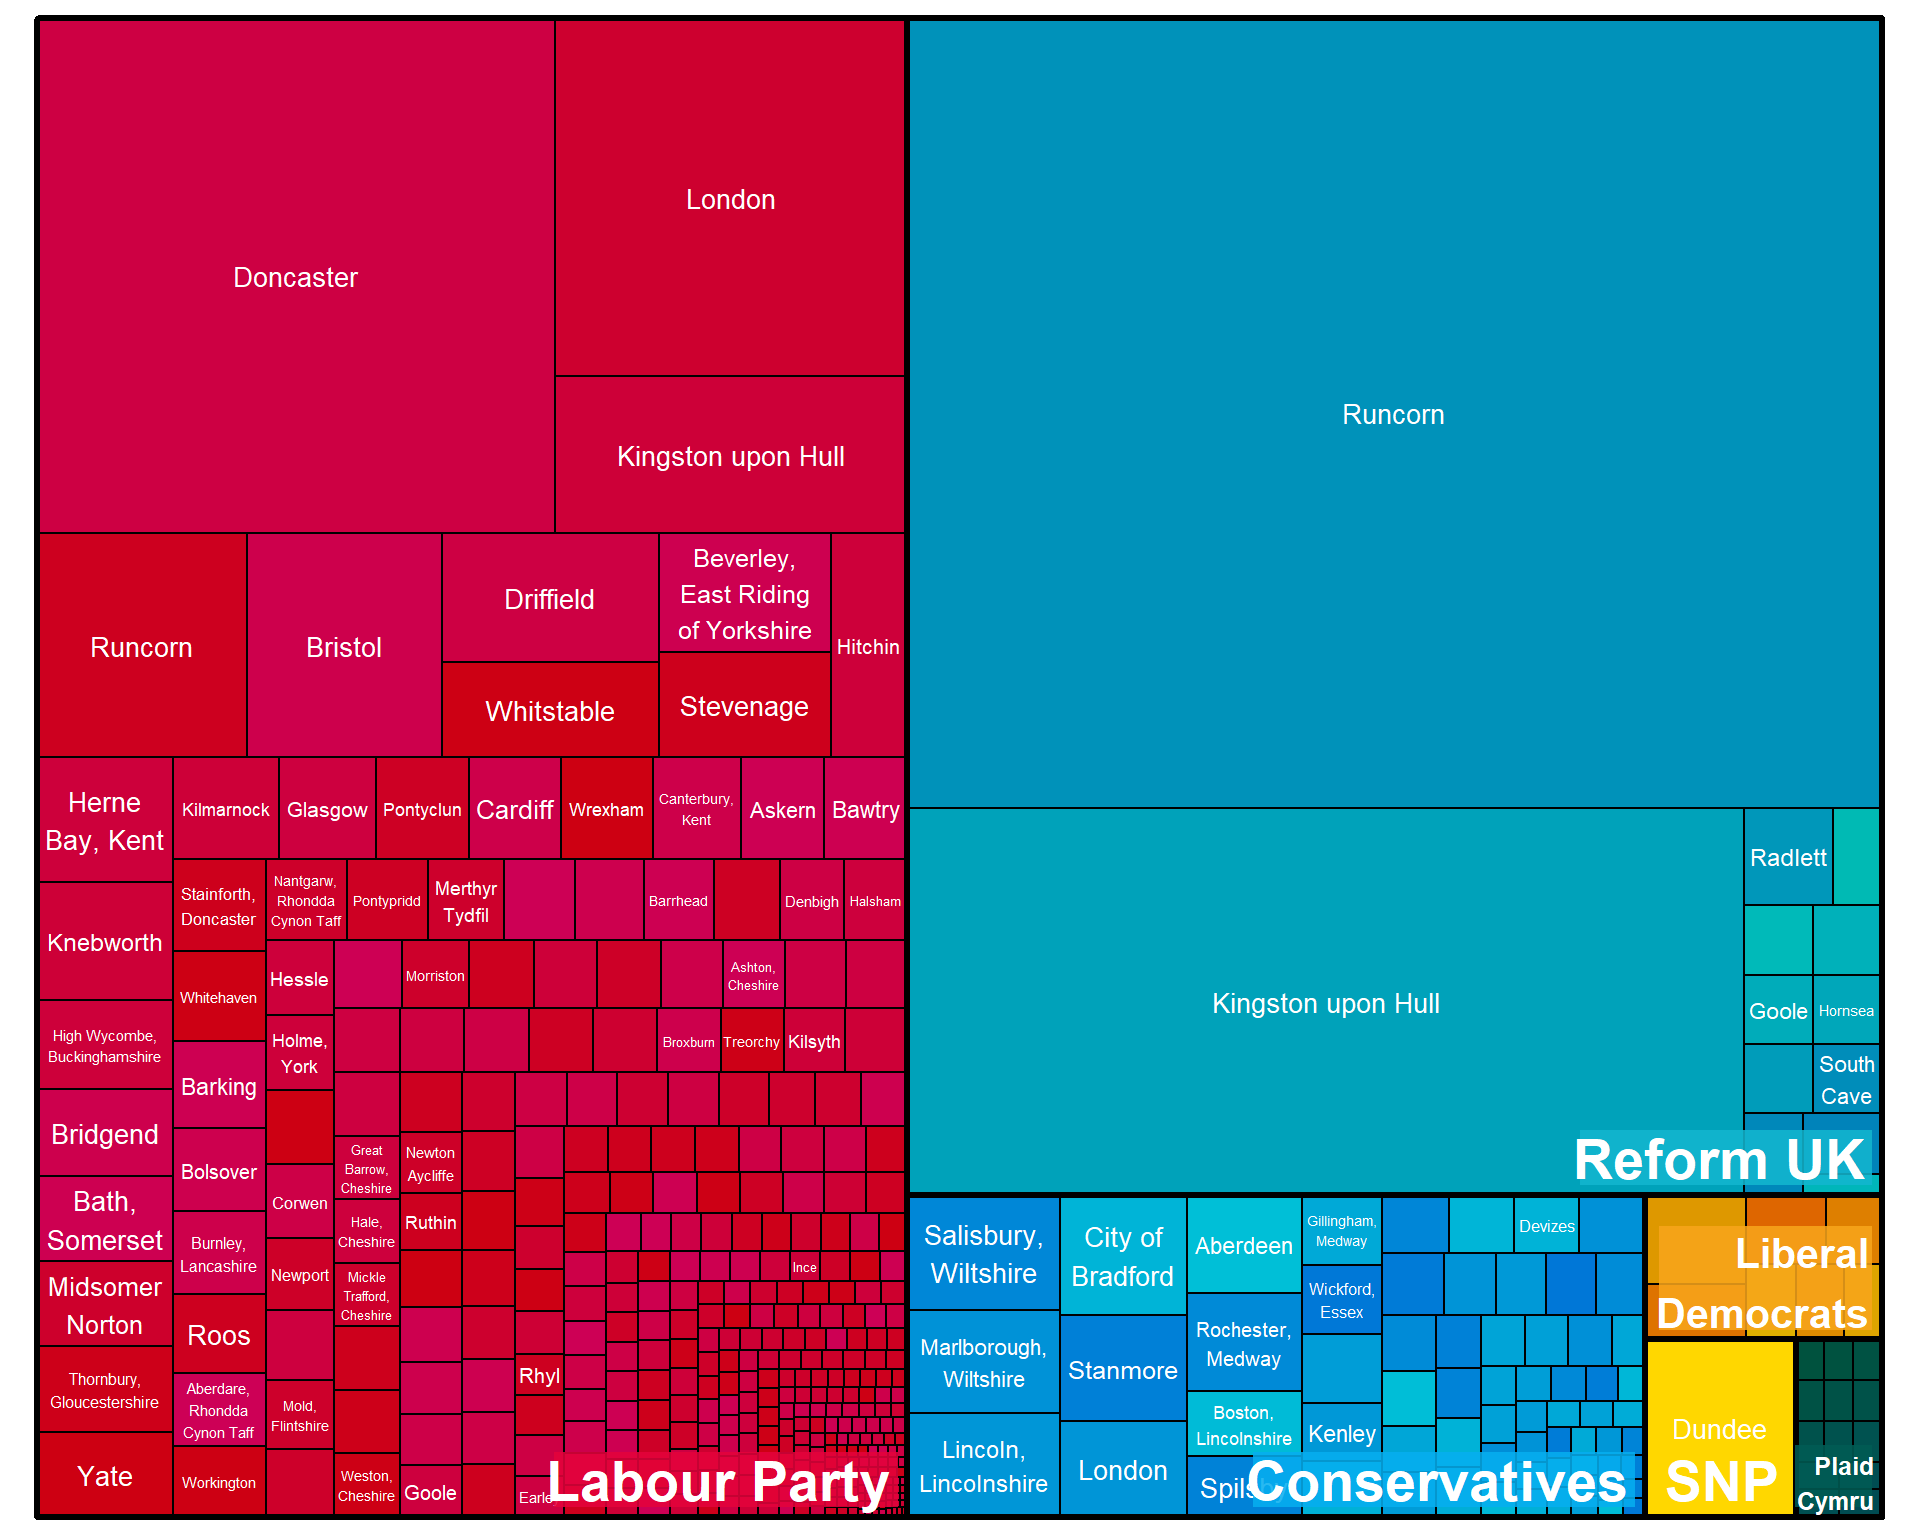 Doncaster
London
Kingston upon Hull
Runcorn
Bristol
Driffield
Whitstable
Beverley,
East Riding
of Yorkshire
Stevenage
Hitchin
Herne
Bay, Kent
Kilmarnock
Glasgow
Pontyclun
Cardiff
Wrexham
Canterbury,
Kent
Askern
Bawtry
Knebworth
Stainforth,
Doncaster
Nantgarw,
Rhondda
Cynon Taff
Pontypridd
Merthyr
Tydfil
Barrhead
Denbigh
Halsham
Whitehaven
Hessle
Morriston
Ashton,
Cheshire
High Wycombe,
Buckinghamshire
Holme,
York
Broxburn
Treorchy
Kilsyth
Barking
Bridgend
Bolsover
Great
Barrow,
Cheshire
Newton
Aycliffe
Bath,
Somerset
Corwen
Hale,
Cheshire
Ruthin
Burnley,
Lancashire
Newport
Mickle
Trafford,
Cheshire
Ince
Midsomer
Norton
Roos
Rhyl
Thornbury,
Gloucestershire
Aberdare,
Rhondda
Cynon Taff
Mold,
Flintshire
Yate
Workington
Weston,
Cheshire
Goole
Earle
Labour Party
Runcorn
Kingston upon Hull
Radlett
Goole
Hornsea
South
Cave
Reform UK
Salisbury,
Wiltshire
City of
Bradford
Aberdeen
Gillingham,
Medway
Devizes
Wickford,
Essex
Marlborough,
Wiltshire
Stanmore
Rochester,
Medway
Boston,
Lincolnshire
Kenley
Lincoln,
Lincolnshire
London
Conservatives
Liberal
Democrats
Dundee
SNP
Plaid
Cymru